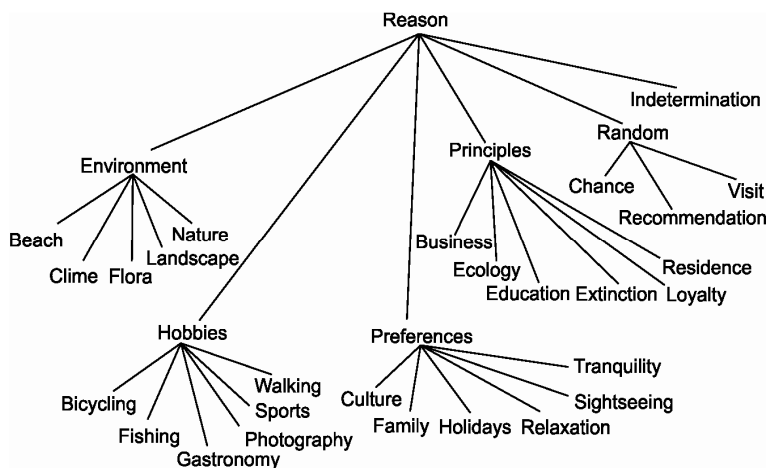 Reason
Indetermination
Random
Principles
Environment
Chance
Visit
Recommendation
Nature
Beach
Business
Landscape
Residence
Ecology
Clime
Flora
Education
Extinction
Loyalty
Hobbies
Preferences
Tranquility
Walking
Culture
Bicycling
Sightseeing
Sports
Family
Holidays
Relaxation
Fishing
Photography
Gastronomy